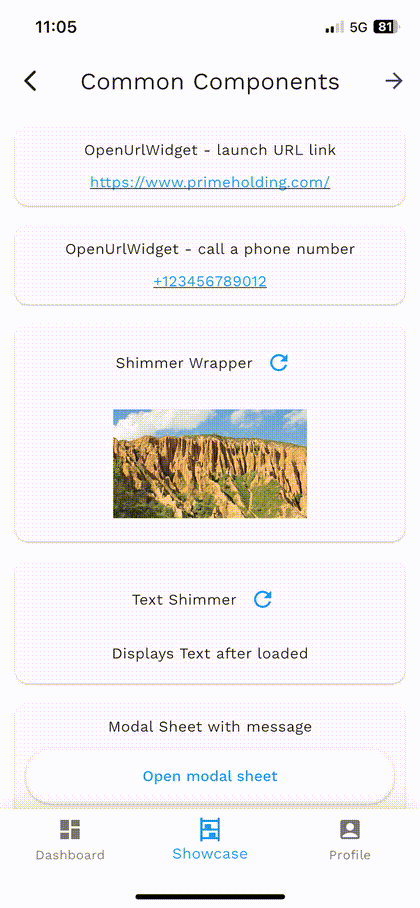 11:05
5G 81
Common Components
OpenUrlWidget - launch URL link
https://www.primeholding.com/
OpenUrlWidget - call a phone number
+123456789012
Shimmer Wrapper
Text Shimmer
Displays Text after loaded
Modal Sheet with message
Open modal sheet
Dashboard Showcase Profile